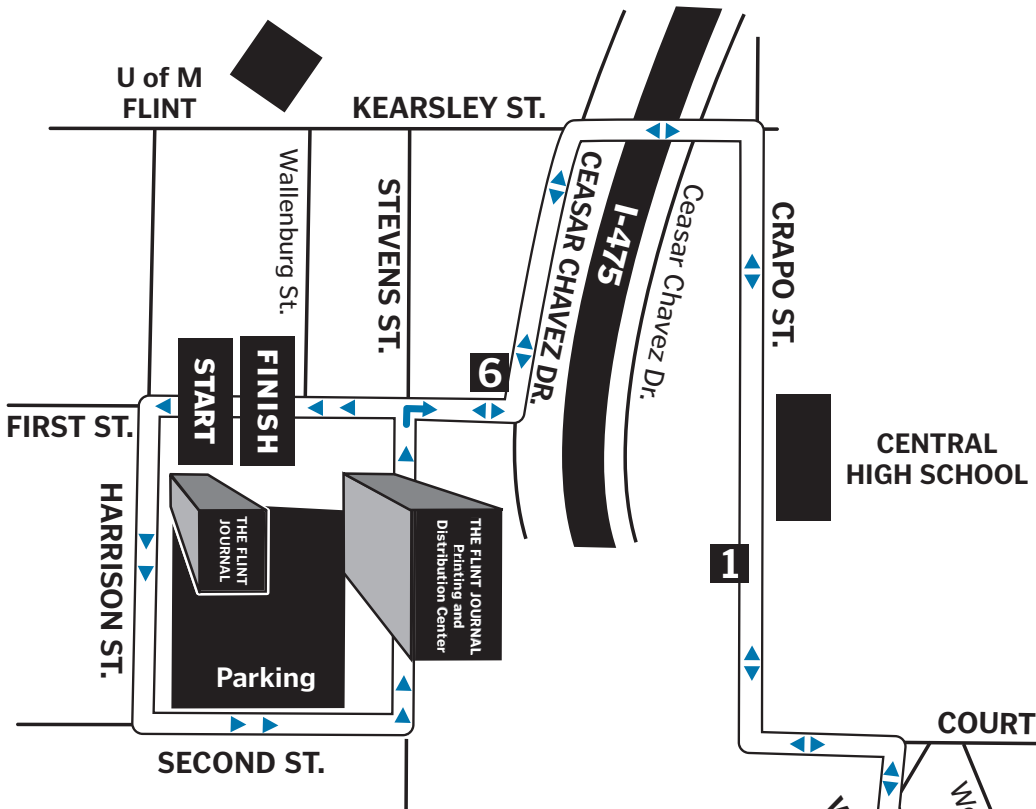 U of M
FLINT
KEARSLEY ST.
Wallenburg St.
STEVENS ST.
CEASAR CHAVEZ DR.
I-475
Ceasar Chavez Dr.
CRAPO ST.
START
FINISH
6
FIRST ST.
CENTRAL
HIGH SCHOOL
HARRISON ST.
THE FLINT
JOURNAL
THE FLINT JOURNAL
Printing and
Distribution Center
1
Parking
SECOND ST.
COURT